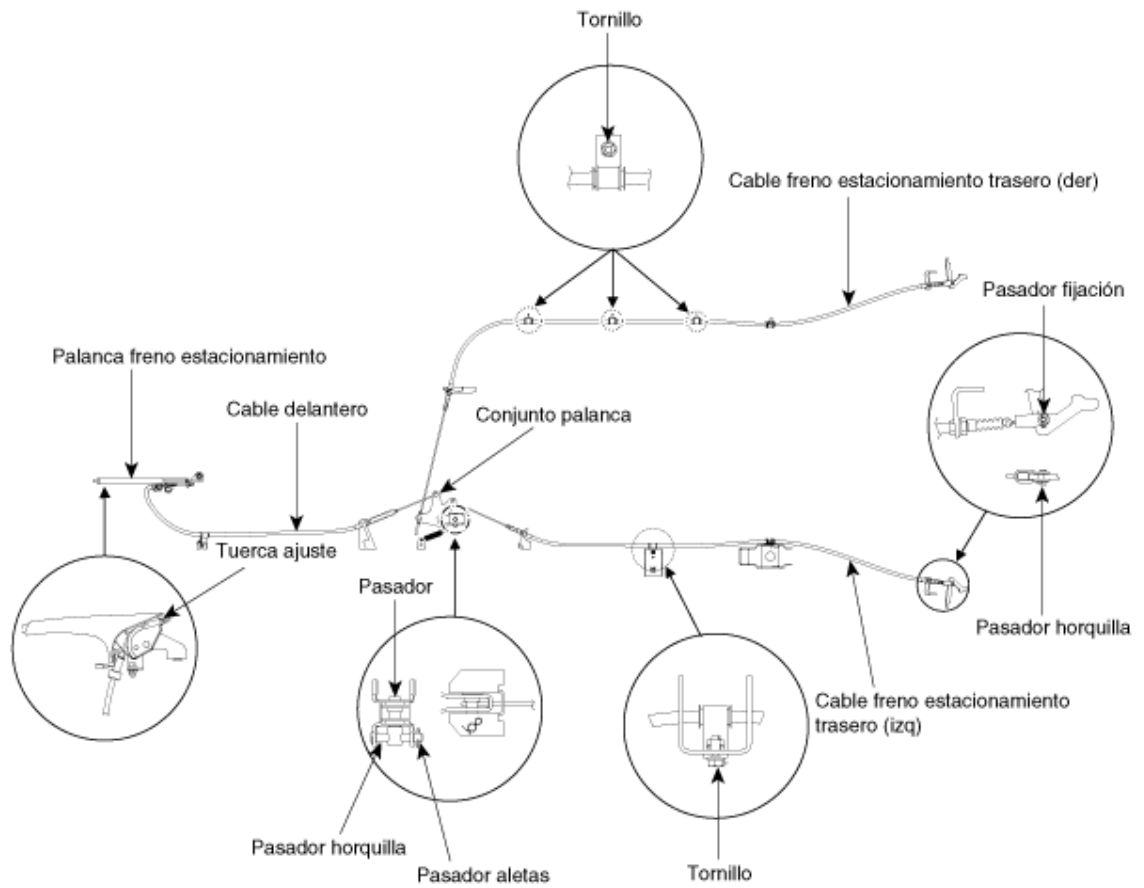 Tornillo
Cable freno estacionamiento trasero (der)
Pasador fijación
Palanca freno estacionamiento
Cable delantero
Conjunto palanca
Tuerca ajuste
Pasador
Pasador horquilla
Cable freno estacionamiento
trasero (izq)
Pasador horquilla
Pasador aletas
Tornillo